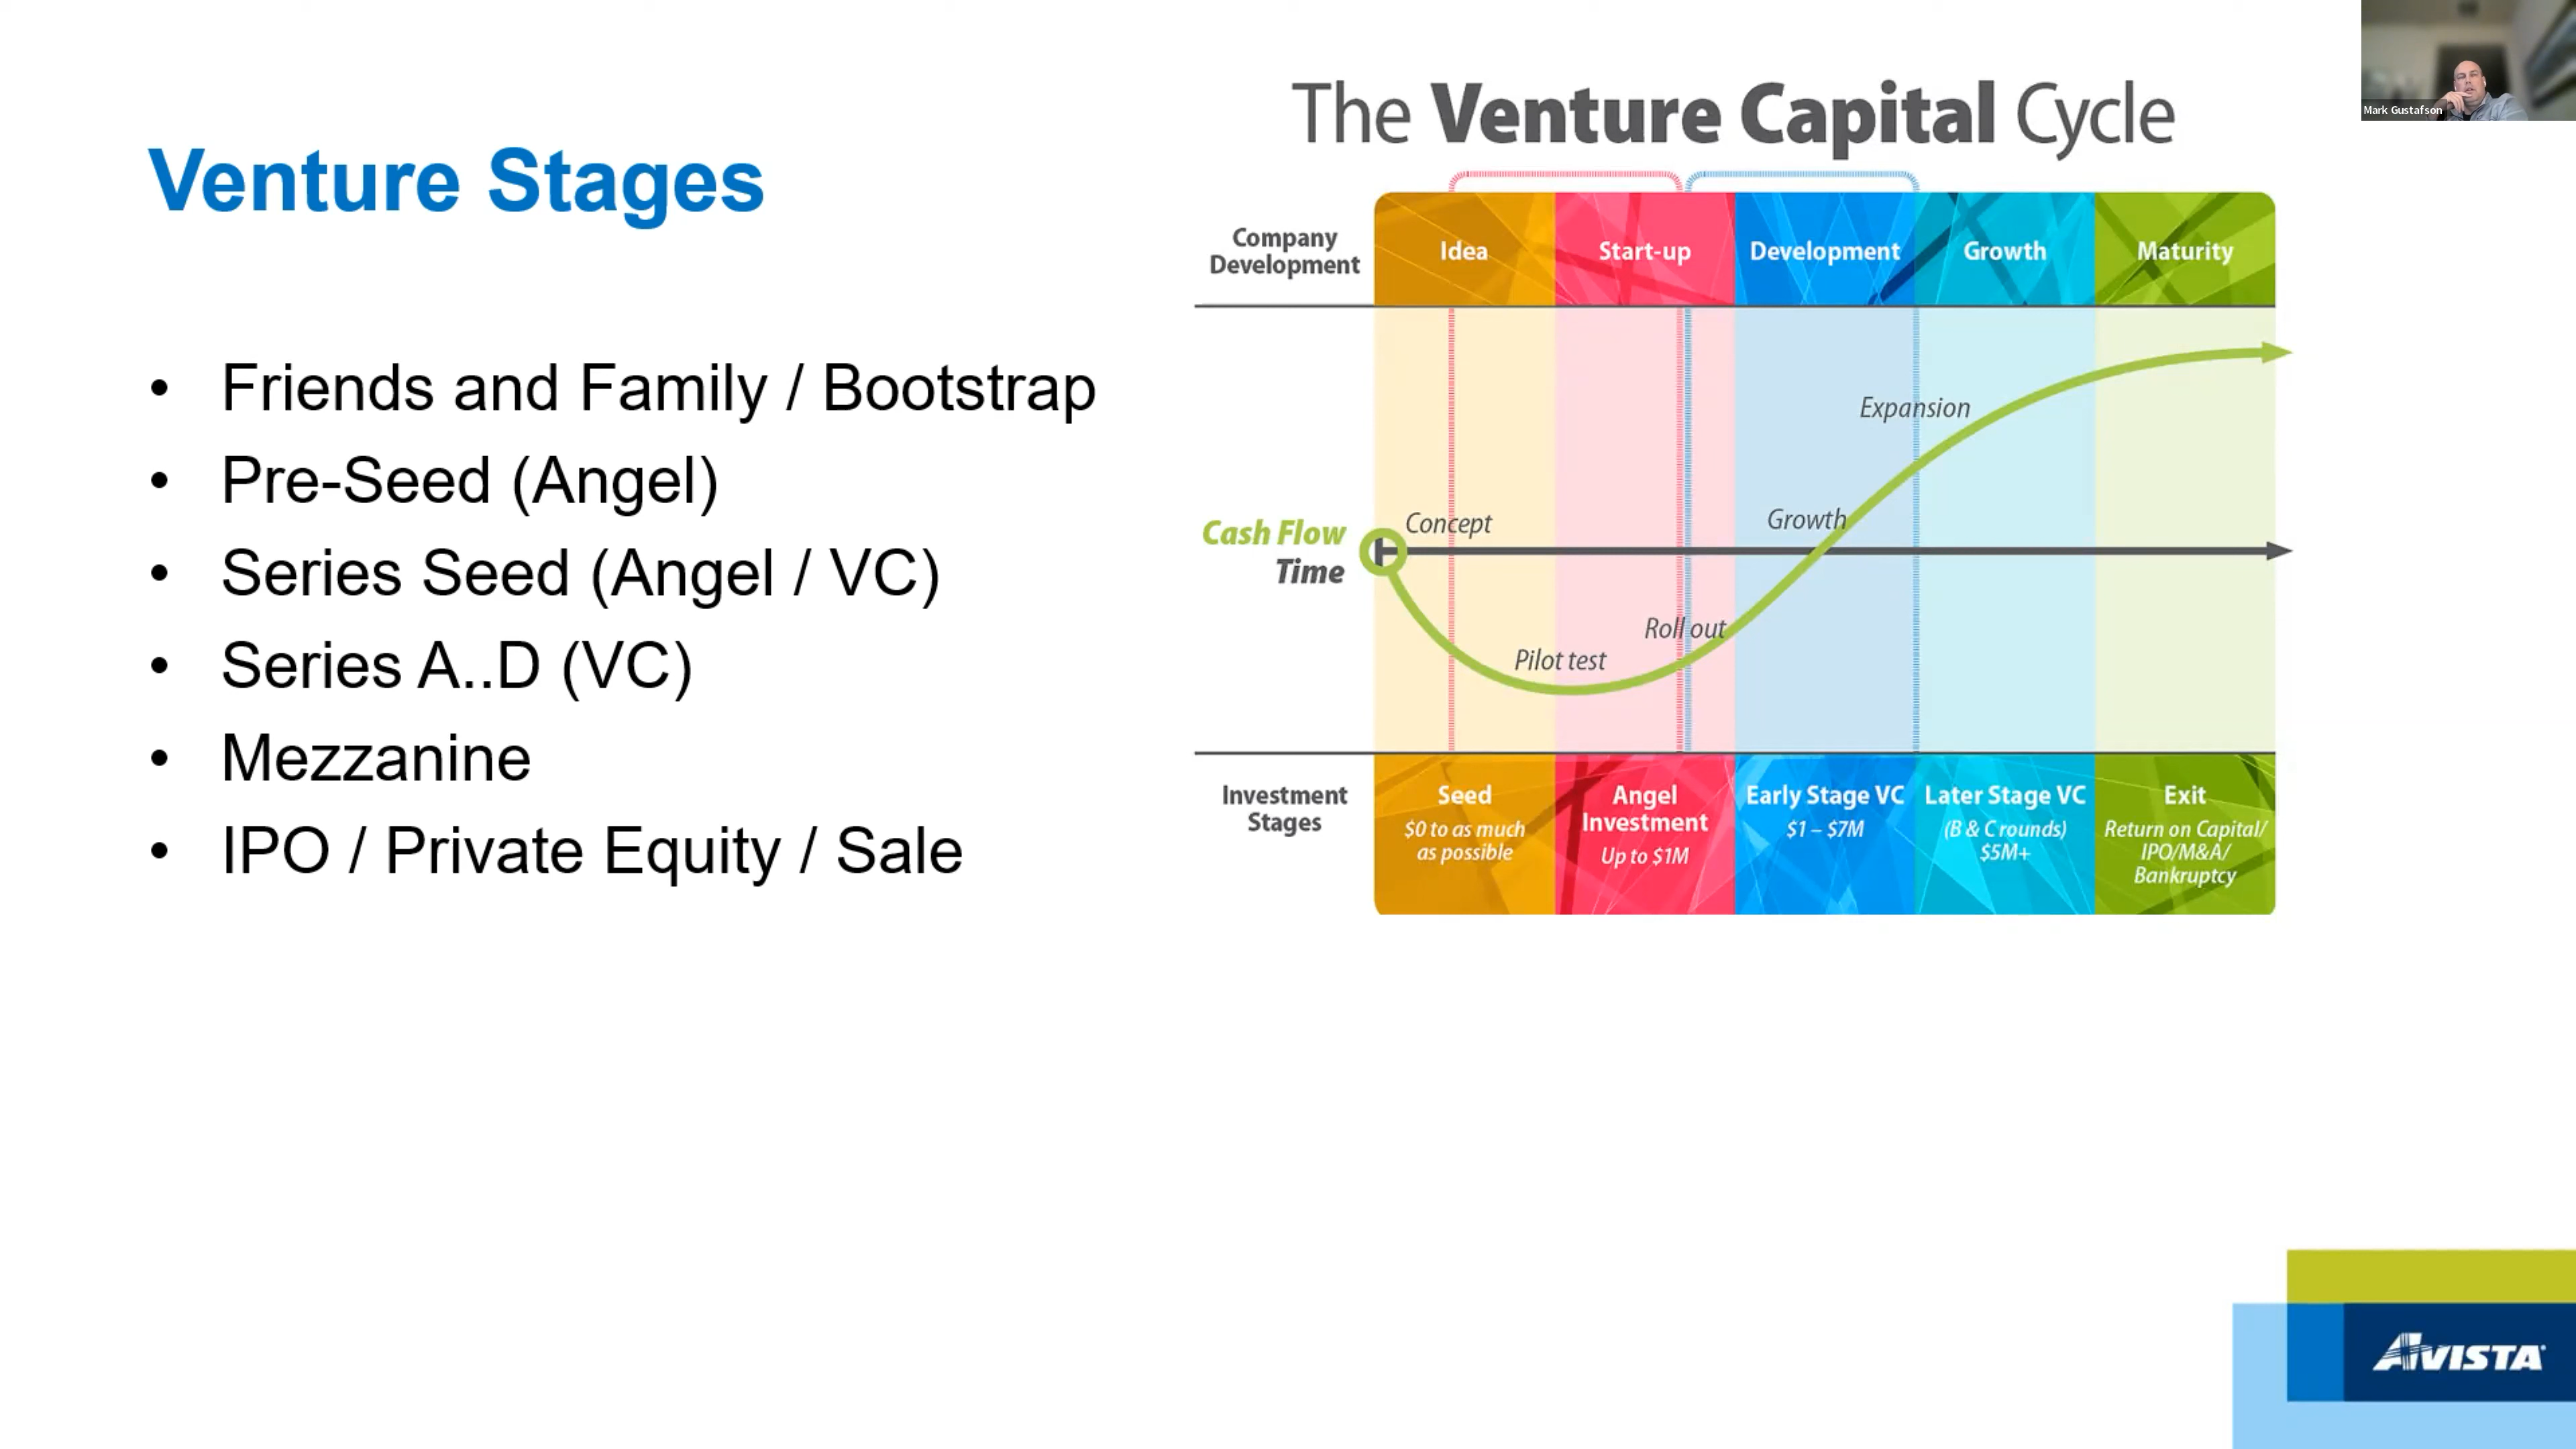 Venture Stages
• Friends and Family / Bootstrap
• Pre-Seed (Angel)
• Series Seed (Angel / VC)
• Series A..D (VC)
• Mezzanine
• IPO / Private Equity / Sale
The Venture Capital Cycle
Company
Development
Idea
Start-up
Development
Growth
Maturity
Expansion
Growth
Concept
Cash Flow
Time
Roll out
Pilot test
Investment
Stages
Seed
$0 to as much
as possible
Angel
Investment
Up to $1M
Early Stage VC
$1 – $7M
Later Stage VC
(B & C rounds)
$5M+
Exit
Return on Capital/
IPO/M&A/
Bankruptcy
Mark Gustafson
AVISTA